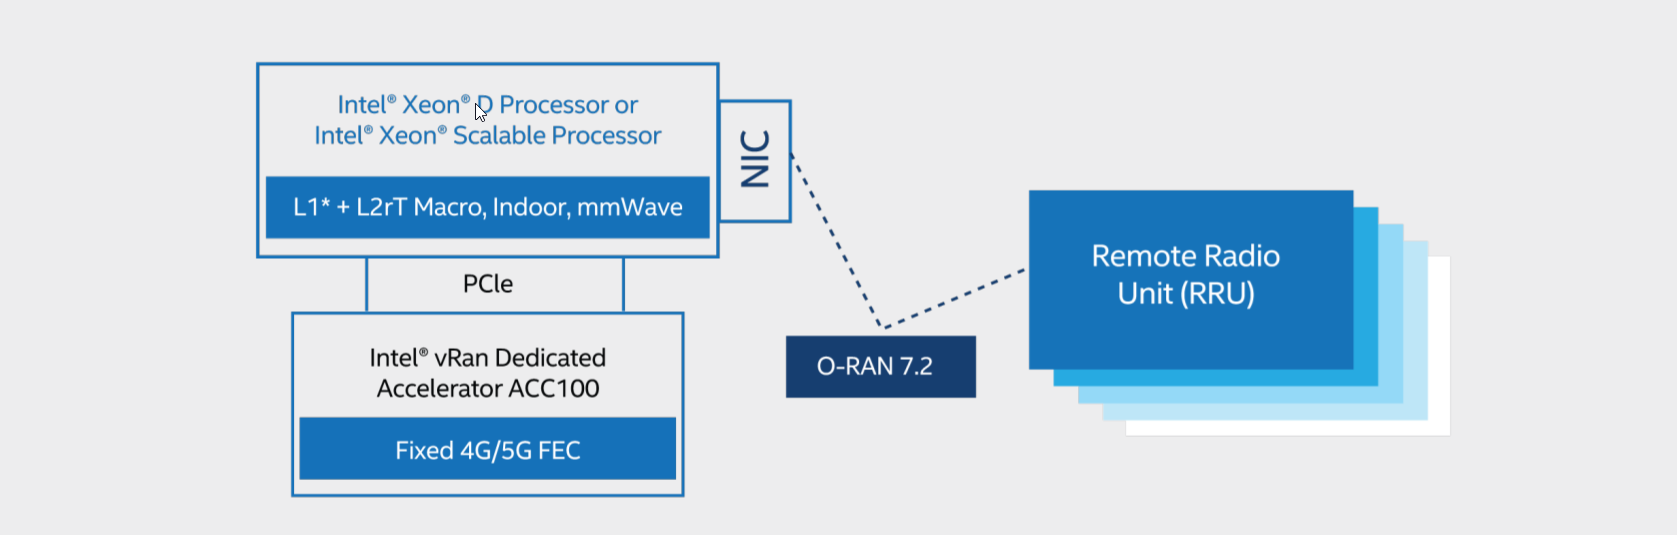 Intel® Xeon® D Processor or
Intel® Xeon® Scalable Processor
L1* + L2rT Macro, Indoor, mmWave
NIC
PCIe
Intel® vRan Dedicated
Accelerator ACC100
Fixed 4G/5G FEC
O-RAN 7.2
Remote Radio
Unit (RRU)